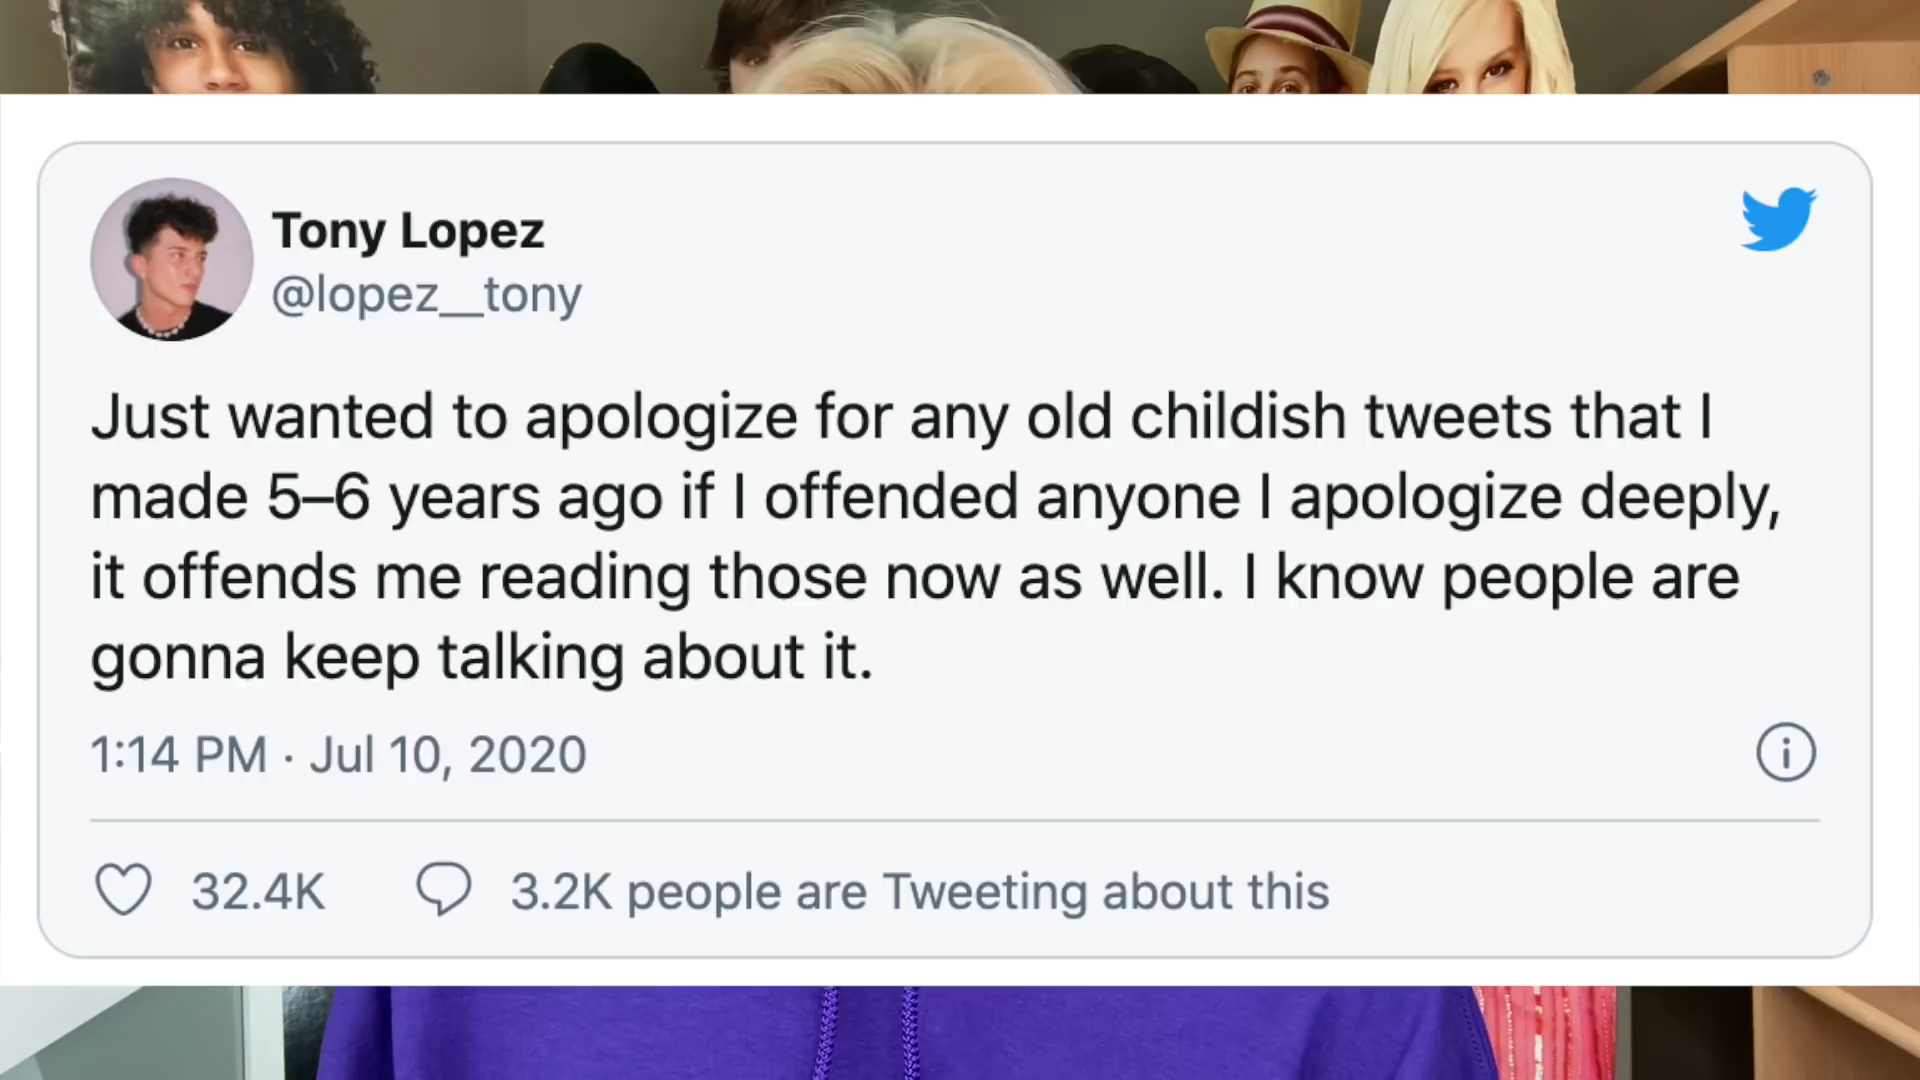 Tony Lopez
@lopez__tony
Just wanted to apologize for any old childish tweets that I
made 5–6 years ago if I offended anyone I apologize deeply,
it offends me reading those now as well. I know people are
gonna keep talking about it.
1:14 PM · Jul 10, 2020
32.4K 3.2K people are Tweeting about this